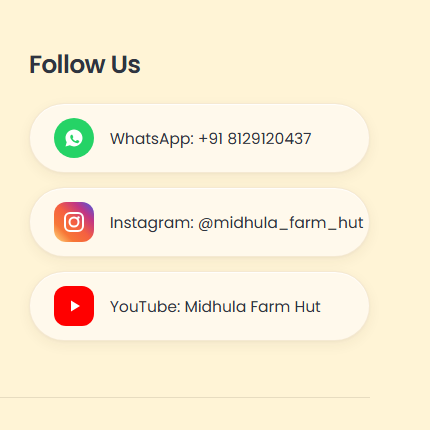 Follow Us
WhatsApp: +91 8129120437
Instagram: @midhula_farm_hut
YouTube: Midhula Farm Hut